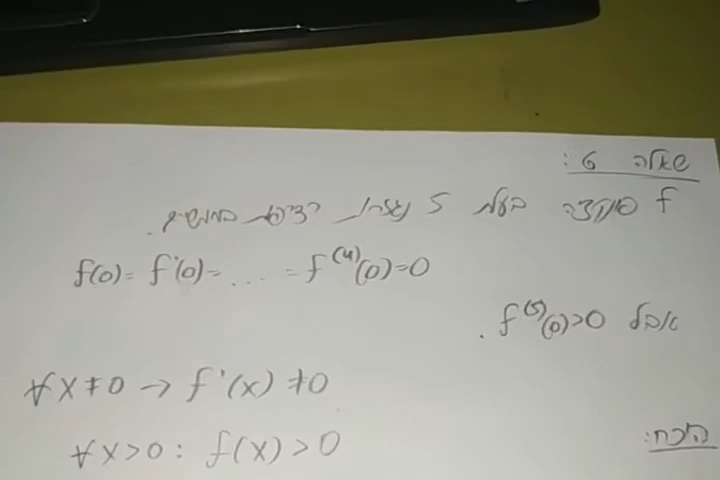 שאלה 6:
f פונקציה בעלת 5 נגזרות רציפות בממשיים.
f(0) = f'(0) = .... = f⁽⁴⁾(0) = 0
אבל f⁽⁵⁾(0) > 0.
∀x ≠ 0 → f'(x) ≠ 0
הוכח: ∀x > 0 : f(x) > 0